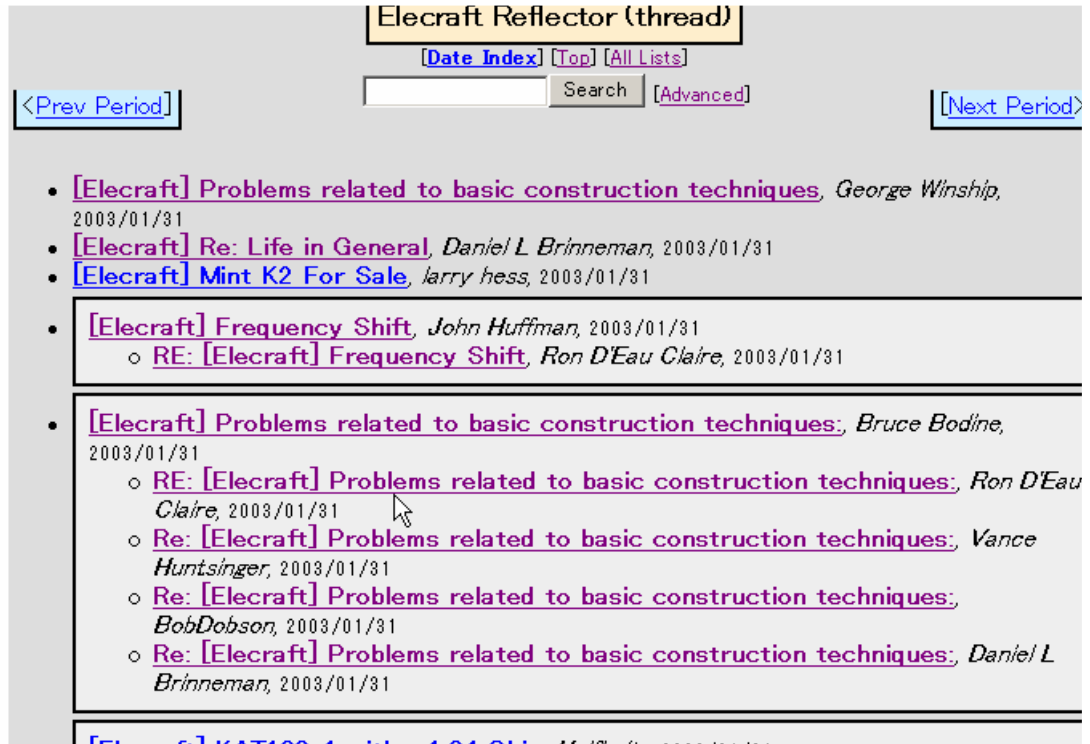 Elecraft Reflector (thread)
[Date Index] [Top] [All Lists]
Search [Advanced]
<Prev Period] [Next Period>
[Elecraft] Problems related to basic construction techniques, George Winship,
2003/01/31
[Elecraft] Re: Life in General, Daniel L Brinneman, 2003/01/31
[Elecraft] Mint K2 For Sale, larry hess, 2003/01/31
[Elecraft] Frequency Shift, John Huffman, 2003/01/31
RE: [Elecraft] Frequency Shift, Ron D'Eau Claire, 2003/01/31
[Elecraft] Problems related to basic construction techniques:, Bruce Bodine,
2003/01/31
RE: [Elecraft] Problems related to basic construction techniques:, Ron D'Eau
Claire, 2003/01/31
Re: [Elecraft] Problems related to basic construction techniques:, Vance
Huntsinger, 2003/01/31
Re: [Elecraft] Problems related to basic construction techniques:,
BobDobson, 2003/01/31
Re: [Elecraft] Problems related to basic construction techniques:, Daniel L
Brinneman, 2003/01/31
[Elecraft]